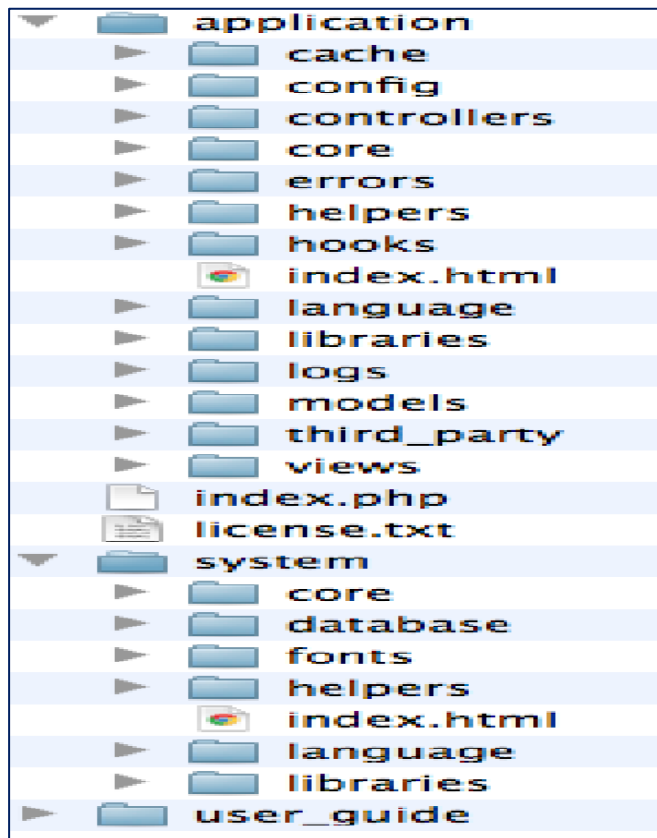 application
cache
config
controllers
core
errors
helpers
hooks
index.html
language
libraries
logs
models
third_party
views
index.php
license.txt
system
core
database
fonts
helpers
index.html
language
libraries
user_guide